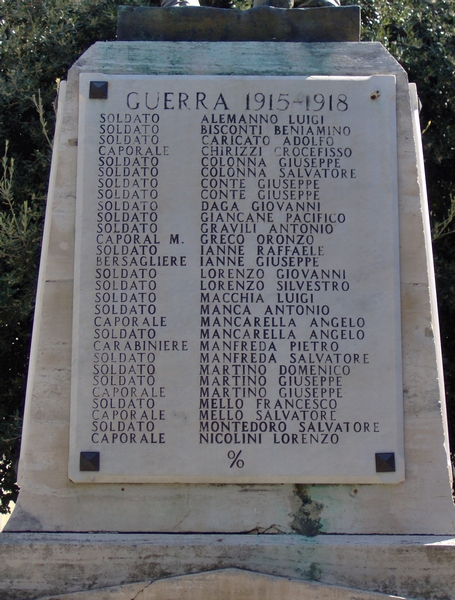 GUERRA 1915-1918
SOLDATO ALEMANNO LUIGI
SOLDATO BISCONTI BENIAMINO
SOLDATO CARICATO ADOLFO
CAPORALE CHIRIZZI CROCEFISSO
SOLDATO COLONNA GIUSEPPE
SOLDATO COLONNA SALVATORE
SOLDATO CONTE GIUSEPPE
SOLDATO CONTE GIUSEPPE
SOLDATO DAGA GIOVANNI
SOLDATO GIANCANE PACIFICO
SOLDATO GRAVILI ANTONIO
CAPORAL M. GRECO ORONZO
SOLDATO IANNE RAFFAELE
BERSAGLIERE IANNE GIUSEPPE
SOLDATO LORENZO GIOVANNI
SOLDATO LORENZO SILVESTRO
SOLDATO MACCHIA LUIGI
SOLDATO MANCA ANTONIO
CAPORALE MANCARELLA ANGELO
SOLDATO MANCARELLA ANGELO
CARABINIERE MANFREDA PIETRO
SOLDATO MANFREDA SALVATORE
SOLDATO MARTINO DOMENICO
SOLDATO MARTINO GIUSEPPE
CAPORALE MARTINO GIUSEPPE
SOLDATO MELLO FRANCESCO
CAPORALE MELLO SALVATORE
SOLDATO MONTEDORO SALVATORE
CAPORALE NICOLINI LORENZO
%